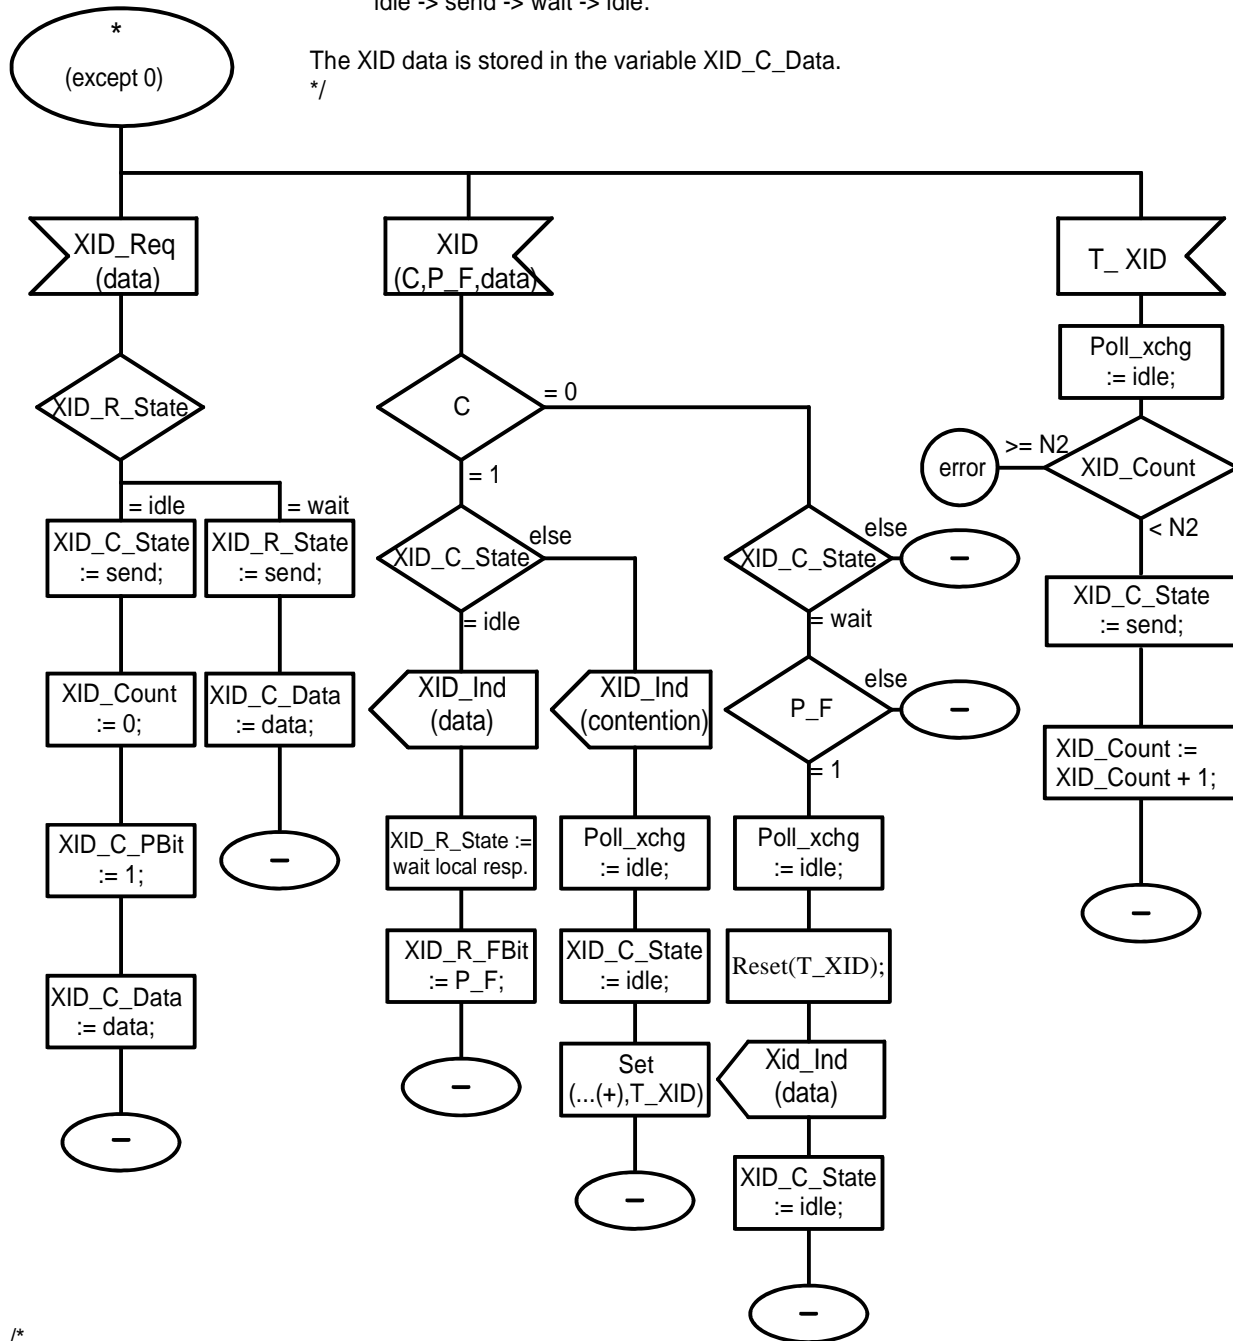 idle -> send -> wait -> idle.
*
(except 0)
The XID data is stored in the variable XID_C_Data.
*/
XID_Req
(data)
XID_R_State
= idle
= wait
XID_C_State
:= send;
XID_Count
:= 0;
XID_C_PBit
:= 1;
XID_C_Data
:= data;
–
XID_R_State
:= send;
XID_C_Data
:= data;
–
XID
(C,P_F,data)
C
= 1
= 0
XID_C_State
= idle
else
XID_Ind
(data)
XID_R_State :=
wait local resp.
XID_R_FBit
:= P_F;
–
XID_Ind
(contention)
Poll_xchg
:= idle;
XID_C_State
:= idle;
Set
(...(+),T_XID)
–
XID_C_State
else
–
= wait
P_F
else
–
= 1
Poll_xchg
:= idle;
Reset(T_XID);
Xid_Ind
(data)
XID_C_State
:= idle;
–
T_ XID
Poll_xchg
:= idle;
XID_Count
>= N2
error
< N2
XID_C_State
:= send;
XID_Count :=
XID_Count + 1;
–
/*